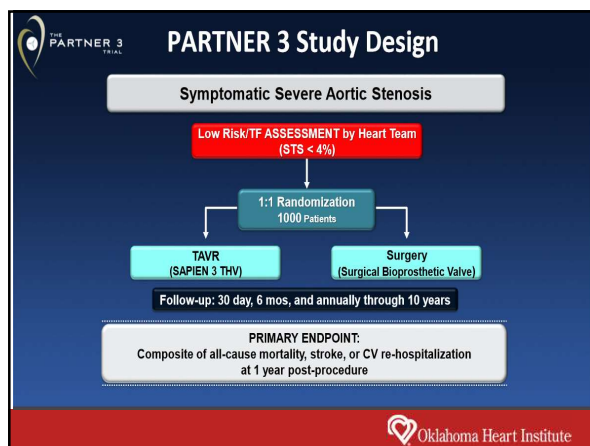 THE
PARTNER 3
TRIAL
PARTNER 3 Study Design
Symptomatic Severe Aortic Stenosis
Low Risk/TF ASSESSMENT by Heart Team
(STS < 4%)
1:1 Randomization
1000 Patients
TAVR
(SAPIEN 3 THV)
Surgery
(Surgical Bioprosthetic Valve)
Follow-up: 30 day, 6 mos, and annually through 10 years
PRIMARY ENDPOINT:
Composite of all-cause mortality, stroke, or CV re-hospitalization
at 1 year post-procedure
Oklahoma Heart Institute